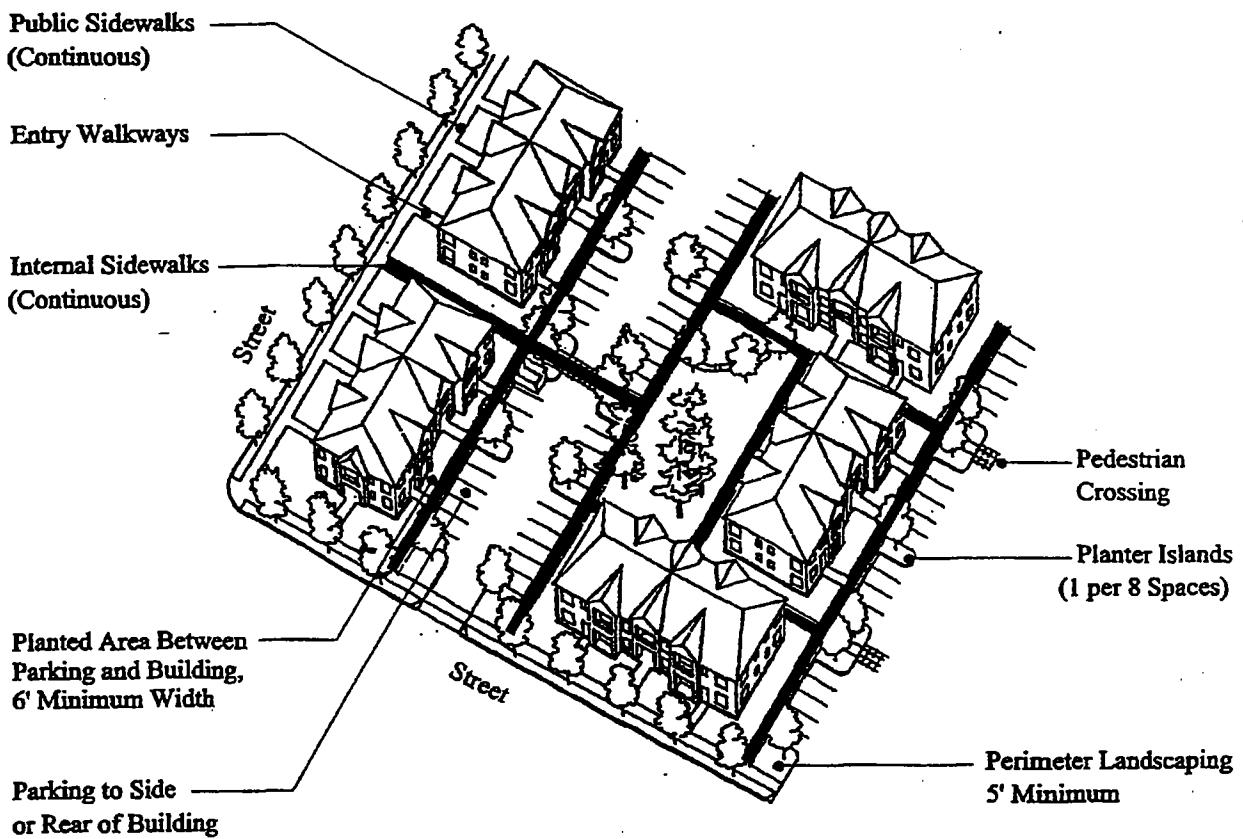 Public Sidewalks
(Continuous)
Entry Walkways
Internal Sidewalks
(Continuous)
Street
Pedestrian
Crossing
Planter Islands
(1 per 8 Spaces)
Planted Area Between
Parking and Building,
6' Minimum Width
Street
Perimeter Landscaping
5' Minimum
Parking to Side
or Rear of Building